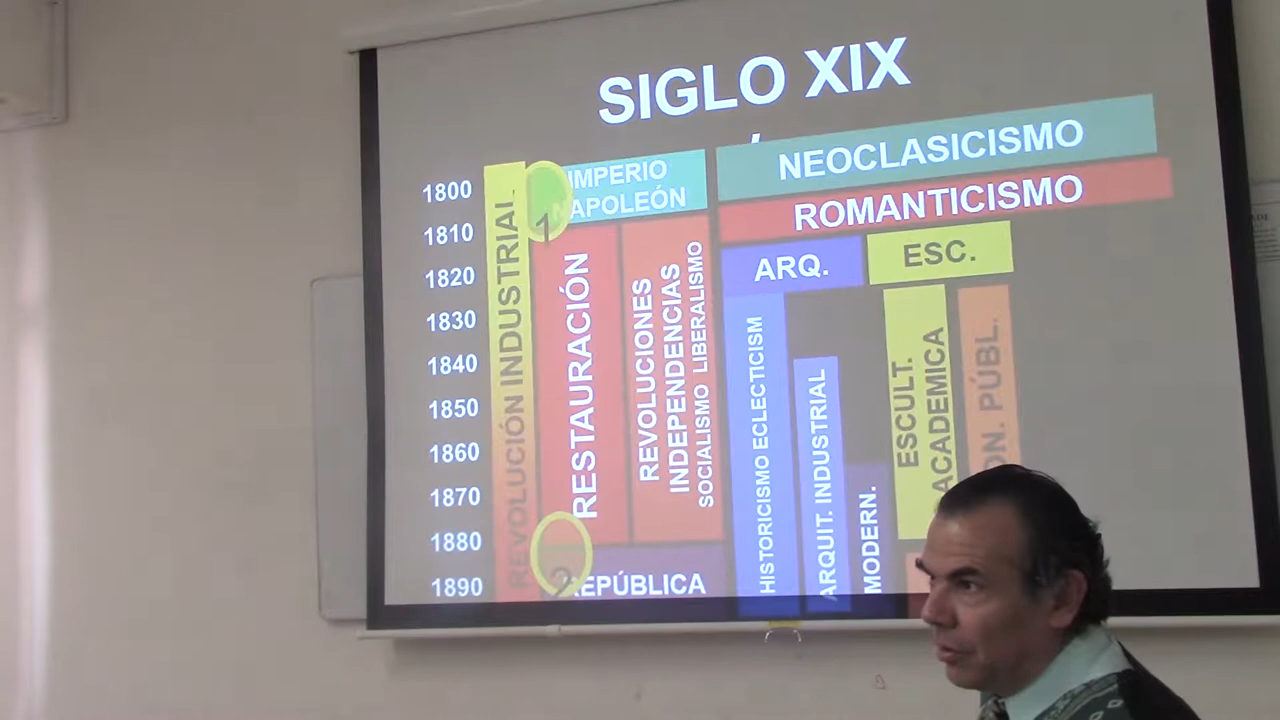 SIGLO XIX
1800
1810
1820
1830
1840
1850
1860
1870
1880
1890
REVOLUCIÓN INDUSTRIAL
1
2
IMPERIO
NAPOLEÓN
RESTAURACIÓN
REVOLUCIONES
INDEPENDENCIAS
SOCIALISMO LIBERALISMO
REPÚBLICA
NEOCLASICISMO
ROMANTICISMO
ARQ.
ESC.
HISTORICISMO ECLECTICISM
ARQUIT. INDUSTRIAL
MODERN.
ESCULT.
ACADEMICA
PÚBL.